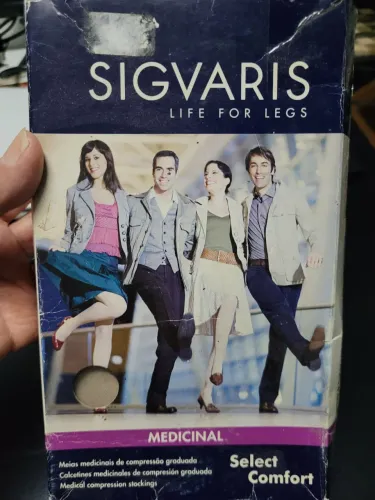 SIGVARIS
LIFE FOR LEGS
MEDICINAL
Meias medicinais de compressão graduada
Calcetines medicinales de compresión graduada
Medical compression stockings
Select
Comfort